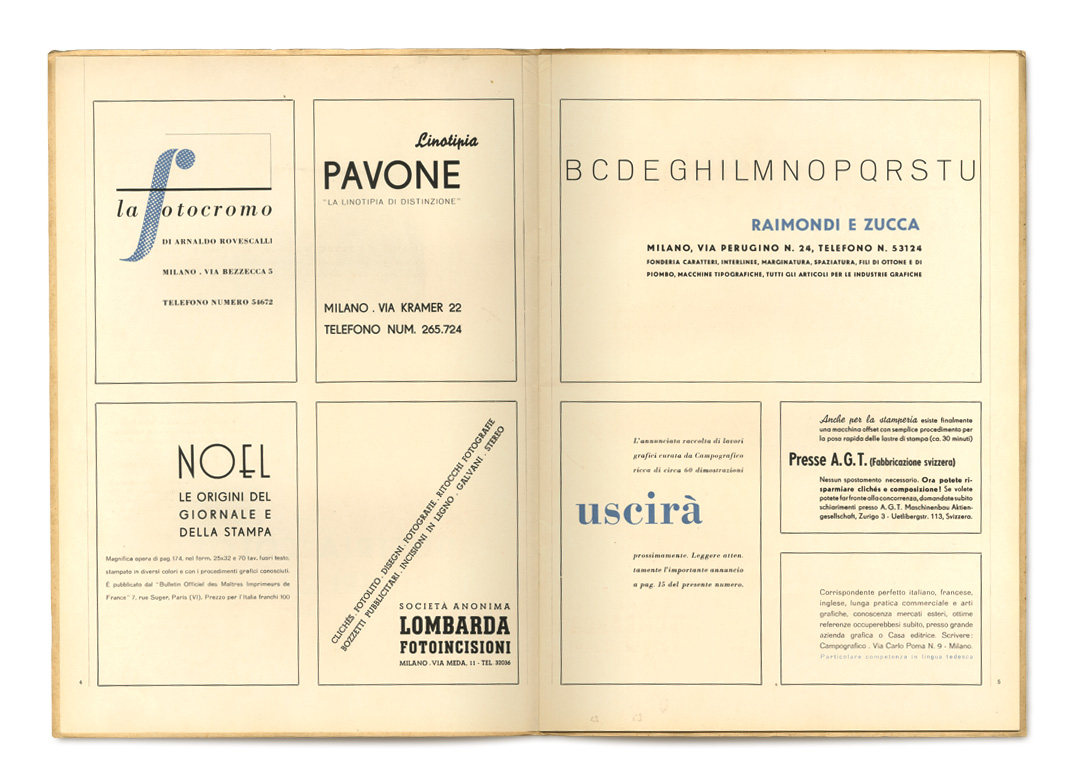 la fotocromo
DI ARNALDO ROVESCALLI
MILANO . VIA BEZZECCA 5
TELEFONO NUMERO 54672
Linotipia
PAVONE
"LA LINOTIPIA DI DISTINZIONE"
MILANO . VIA KRAMER 22
TELEFONO NUM. 265.724
NOEL
LE ORIGINI DEL
GIORNALE E
DELLA STAMPA
Magnifica opera di pag. 174, nel form. 25x32 e 70 tav. fuori testo,
stampato in diversi colori e con i procedimenti grafici conosciuti.
É pubblicato dal "Bulletin Officiel des Maîtres Imprimeurs de
France" 7, rue Suger, Paris (VI). Prezzo per l'Italia franchi 100
CLICHÉS . FOTOLITO . DISEGNI . FOTOGRAFIE . RITOCCHI FOTOGRAFIE
BOZZETTI PUBBLICITARI . INCISIONI IN LEGNO . GALVANI . STEREO
SOCIETÀ ANONIMA
LOMBARDA
FOTOINCISIONI
MILANO . VIA MEDA, 11 - TEL. 32036
4
BCDEGHILMNOPQRSTU
RAIMONDI E ZUCCA
MILANO, VIA PERUGINO N. 24, TELEFONO N. 53124
FONDERIA CARATTERI, INTERLINEE, MARGINATURA, SPAZIATURA, FILI DI OTTONE E DI
PIOMBO, MACCHINE TIPOGRAFICHE, TUTTI GLI ARTICOLI PER LE INDUSTRIE GRAFICHE
L'annunciata raccolta di lavori
grafici curata da Campografico
ricca di circa 60 dimostrazioni
uscirà
prossimamente. Leggere atten.
tamente l'importante annuncio
a pag. 15 del presente numero.
Anche per la stamperia esiste finalmente
una macchina offset con semplice procedimento per
la posa rapida delle lastre di stampa (ca. 30 minuti)
Presse A.G.T. (Fabbricazione svizzera)
Nessun spostamento necessario. Ora potete ri-
sparmiare clichés e composizione! Se volete
potete far fronte alla concorrenza, domandate subito
schiarimenti presso A.G.T. Maschinenbau Aktien-
gesellschaft, Zurigo 3 - Uetlibergstr. 113, Svizzera.
Corrispondente perfetto italiano, francese,
inglese, lunga pratica commerciale e arti
grafiche, conoscenza mercati esteri, ottime
referenze occuperebbesi subito, presso grande
azienda grafica o Casa editrice. Scrivere:
Campografico . Via Carlo Poma N. 9 - Milano.
Particolare competenza in lingua tedesca
5